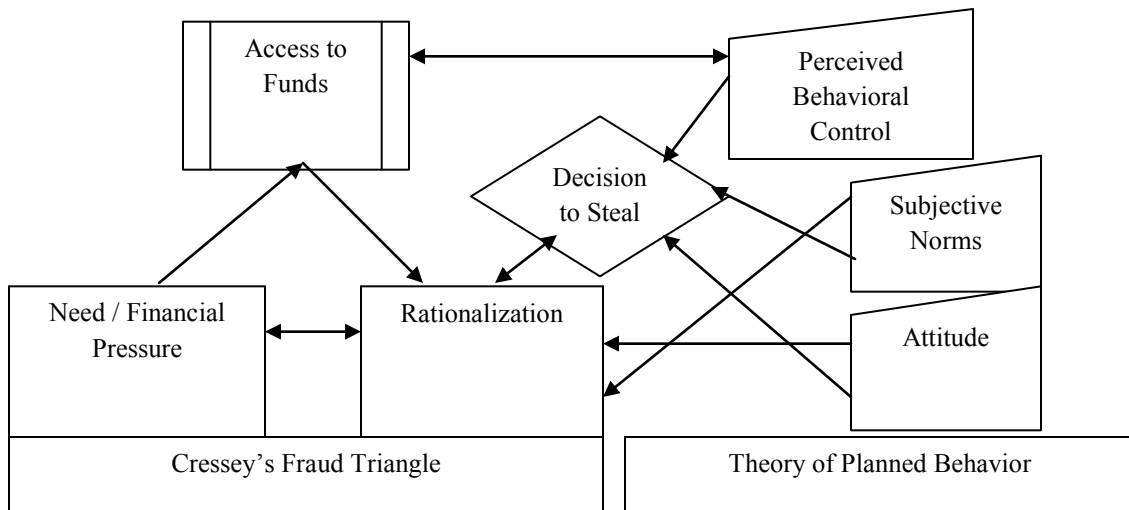 Access to
Funds
Perceived
Behavioral
Control
Decision
to Steal
Subjective
Norms
Need / Financial
Pressure
Rationalization
Attitude
Cressey’s Fraud Triangle
Theory of Planned Behavior